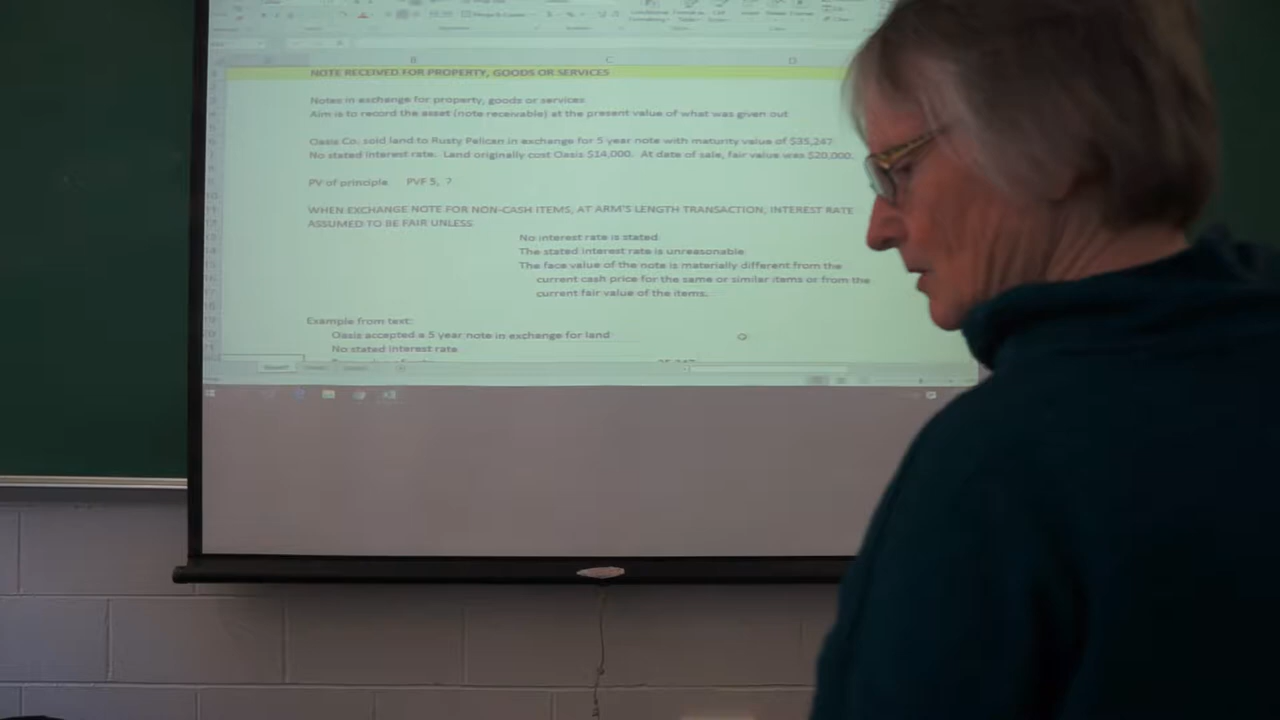 NOTE RECEIVED FOR PROPERTY, GOODS OR SERVICES
Notes in exchange for property, goods or services
Aim is to record the asset (note receivable) at the present value of what was given out
Oasis Co. sold land to Rusty Pelican in exchange for 5 year note with maturity value of $35,247
No stated interest rate. Land originally cost Oasis $14,000. At date of sale, fair value was $20,000.
PV of principle PVF 5, ?
WHEN EXCHANGE NOTE FOR NON-CASH ITEMS, AT ARM'S LENGTH TRANSACTION, INTEREST RATE
ASSUMED TO BE FAIR UNLESS
No interest rate is stated.
The stated interest rate is unreasonable
The face value of the note is materially different from the
current cash price for the same or similar items or from the
current fair value of the items.
Example from text:
Oasis accepted a 5 year note in exchange for land
No stated interest rate